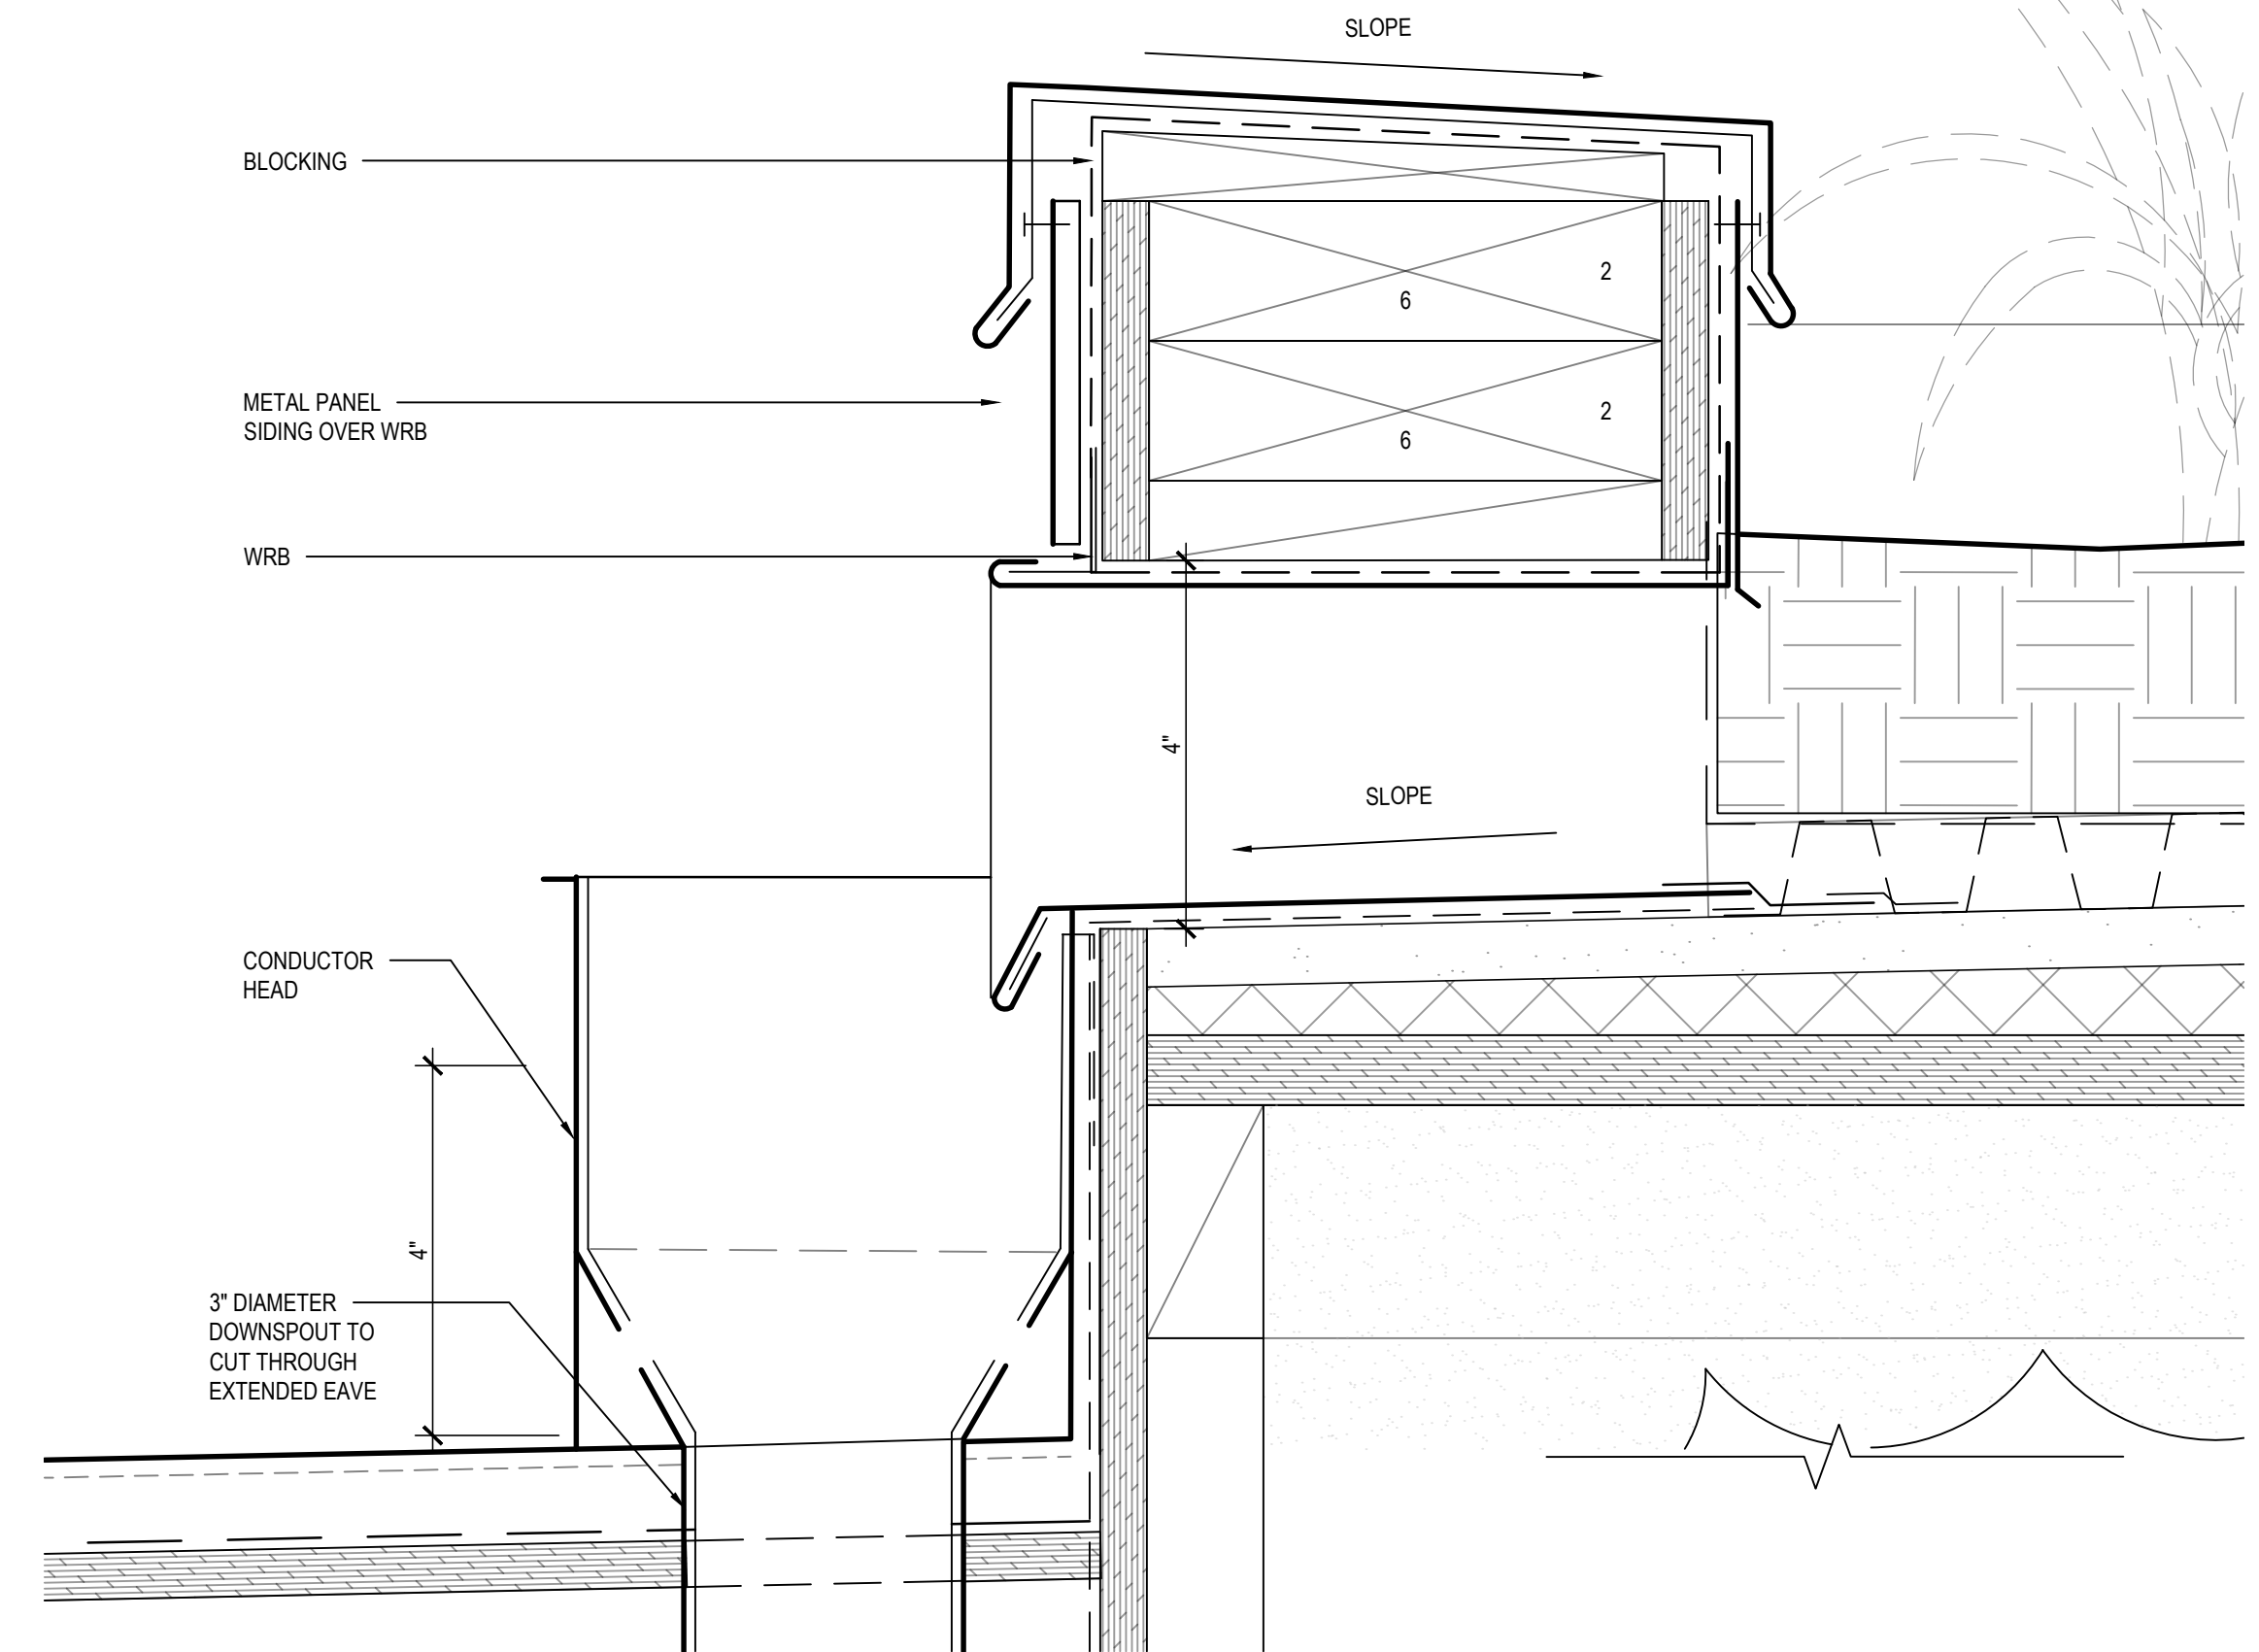 SLOPE
BLOCKING
2
6
METAL PANEL
SIDING OVER WRB
2
6
WRB
4"
SLOPE
CONDUCTOR
HEAD
4"
3" DIAMETER
DOWNSPOUT TO
CUT THROUGH
EXTENDED EAVE